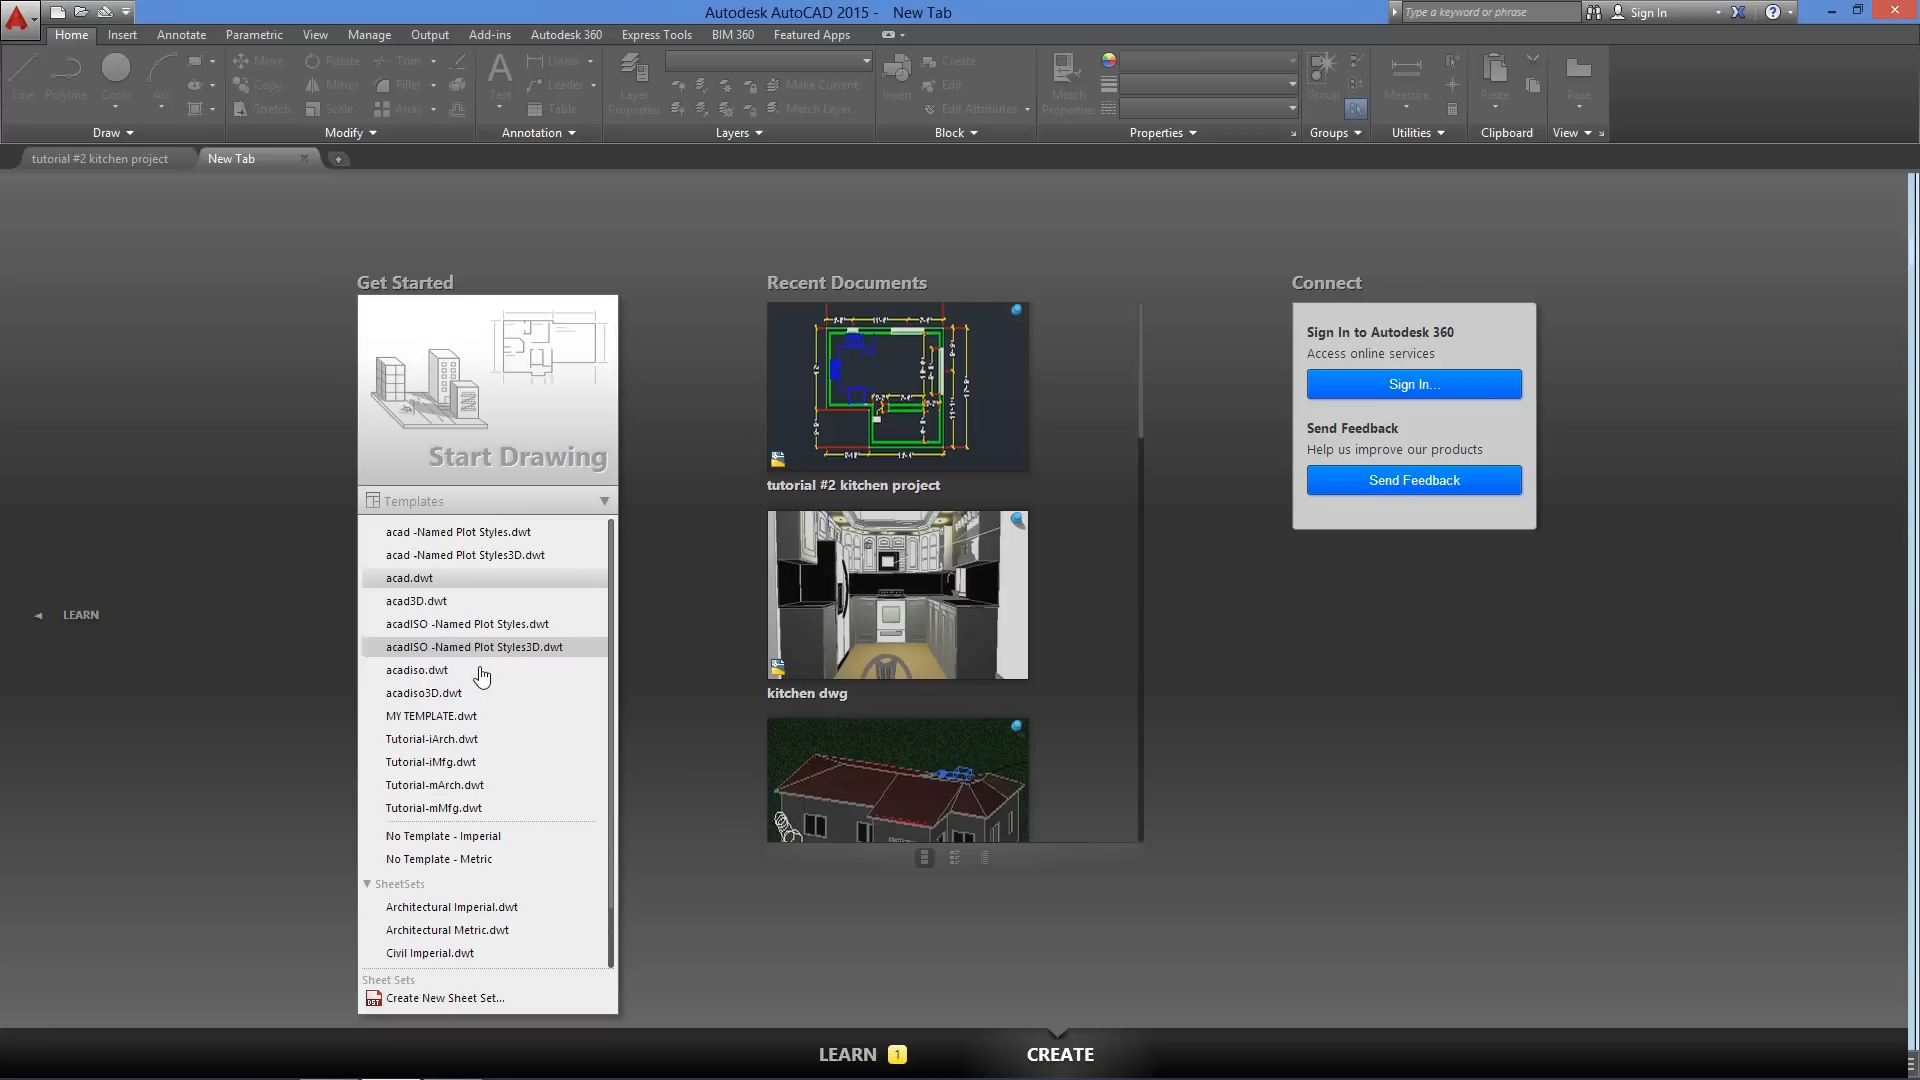 Autodesk AutoCAD 2015 - New Tab
Type a keyword or phrase
Sign In
Home Insert Annotate Parametric View Manage Output Add-ins Autodesk 360 Express Tools BIM 360 Featured Apps
Line Polyline Circle Arc
Move Rotate Trim
Copy Mirror Fillet
Stretch Scale Array
Text
Linear
Leader
Table
Layer Properties
Make Current
Match Layer
Insert
Create
Edit
Edit Attributes
Match Properties
Group
Measure
Paste
Base
Draw Modify Annotation Layers Block Properties Groups Utilities Clipboard View
tutorial #2 kitchen project
New Tab
Get Started
Start Drawing
Templates
acad -Named Plot Styles.dwt
acad -Named Plot Styles3D.dwt
acad.dwt
acad3D.dwt
acadISO -Named Plot Styles.dwt
acadISO -Named Plot Styles3D.dwt
acadiso.dwt
acadiso3D.dwt
MY TEMPLATE.dwt
Tutorial-iArch.dwt
Tutorial-iMfg.dwt
Tutorial-mArch.dwt
Tutorial-mMfg.dwt
No Template - Imperial
No Template - Metric
SheetSets
Architectural Imperial.dwt
Architectural Metric.dwt
Civil Imperial.dwt
Sheet Sets
Create New Sheet Set...
Recent Documents
tutorial #2 kitchen project
kitchen dwg
Connect
Sign In to Autodesk 360
Access online services
Sign In...
Send Feedback
Help us improve our products
Send Feedback
LEARN
LEARN 1
CREATE